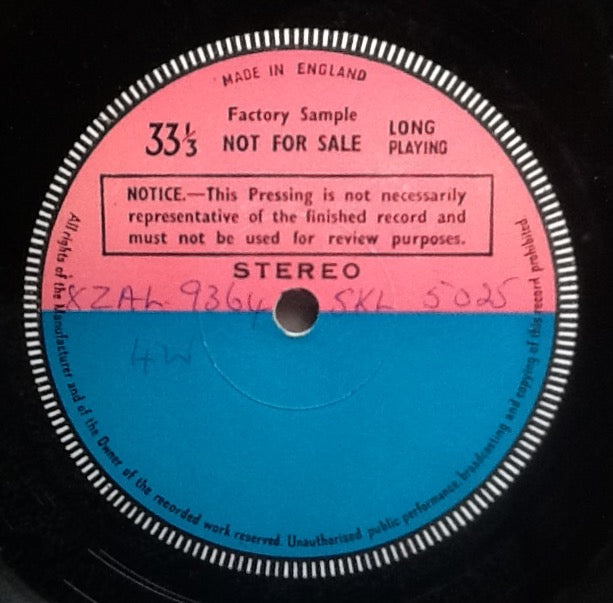 MADE IN ENGLAND
Factory Sample
33⅓ NOT FOR SALE LONG PLAYING
NOTICE.—This Pressing is not necessarily
representative of the finished record and
must not be used for review purposes.
STEREO
XZAL 9364 SKL 5025
4W
All rights of the Manufacturer and of the Owner of the recorded work reserved. Unauthorised public performance, broadcasting and copying of this record prohibited